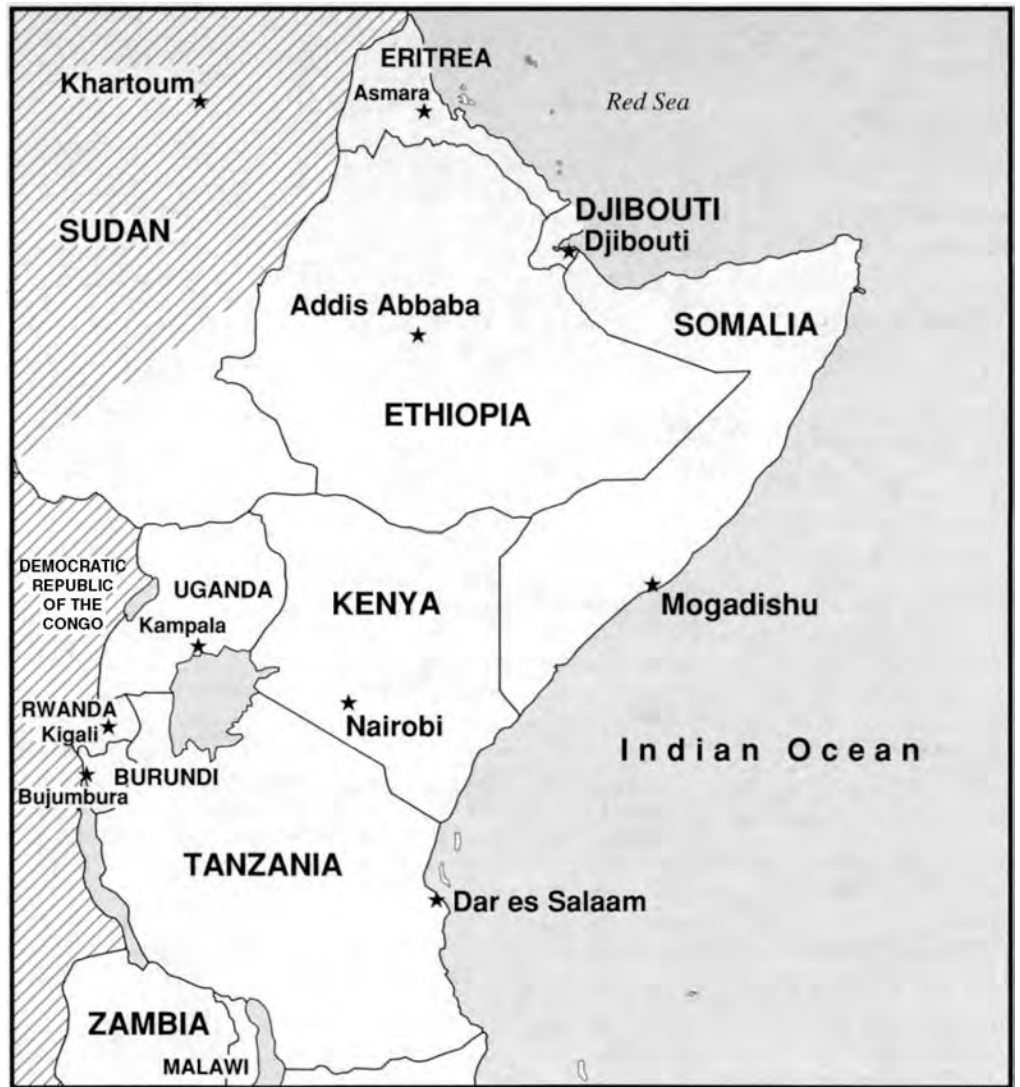 ERITREA
Khartoum
Asmara
Red Sea
DJIBOUTI
Djibouti
SUDAN
Addis Abbaba
SOMALIA
ETHIOPIA
DEMOCRATIC
REPUBLIC
OF THE
CONGO
UGANDA
KENYA
Mogadishu
Kampala
RWANDA
Kigali
Nairobi
Indian Ocean
BURUNDI
Bujumbura
TANZANIA
Dar es Salaam
ZAMBIA
MALAWI